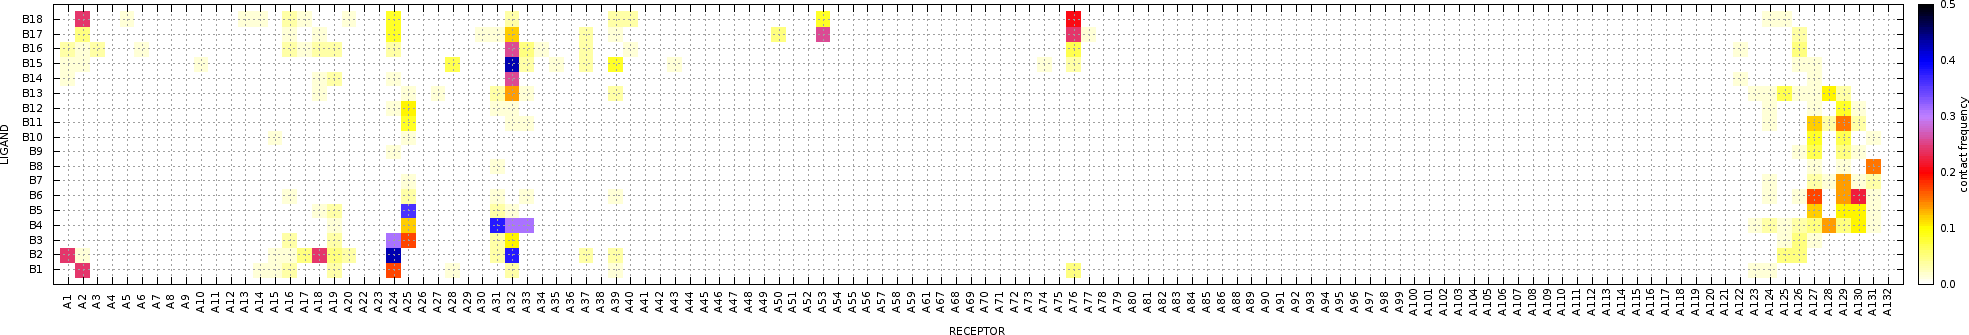 LIGAND
B18
B17
B16
B15
B14
B13
B12
B11
B10
B9
B8
B7
B6
B5
B4
B3
B2
B1
A1 A2 A3 A4 A5 A6 A7 A8 A9 A10 A11 A12 A13 A14 A15 A16 A17 A18 A19 A20 A22 A23 A24 A25 A26 A27 A28 A29 A30 A31 A32 A33 A34 A35 A36 A37 A38 A39 A40 A41 A42 A43 A44 A45 A46 A47 A48 A49 A50 A51 A52 A53 A54 A55 A56 A57 A58 A59 A61 A67 A68 A69 A70 A71 A72 A73 A74 A75 A76 A77 A78 A79 A80 A81 A82 A83 A84 A85 A86 A88 A89 A90 A91 A92 A93 A94 A95 A96 A97 A98 A99 A100 A101 A102 A103 A104 A105 A106 A107 A108 A109 A110 A111 A112 A113 A114 A115 A116 A117 A118 A119 A120 A121 A122 A123 A124 A125 A126 A127 A128 A129 A130 A131 A132
RECEPTOR
0.5
0.4
0.3
0.2
0.1
0.0
contact frequency